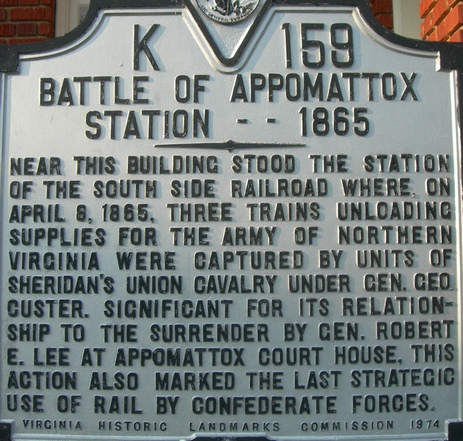 K 159
BATTLE OF APPOMATTOX
STATION -- 1865
NEAR THIS BUILDING STOOD THE STATION
OF THE SOUTH SIDE RAILROAD WHERE, ON
APRIL 8, 1865, THREE TRAINS UNLOADING
SUPPLIES FOR THE ARMY OF NORTHERN
VIRGINIA WERE CAPTURED BY UNITS OF
SHERIDAN'S UNION CAVALRY UNDER GEN. GEO.
CUSTER. SIGNIFICANT FOR ITS RELATION-
SHIP TO THE SURRENDER BY GEN. ROBERT
E. LEE AT APPOMATTOX COURT HOUSE, THIS
ACTION ALSO MARKED THE LAST STRATEGIC
USE OF RAIL BY CONFEDERATE FORCES.
VIRGINIA HISTORIC LANDMARKS COMMISSION 1974